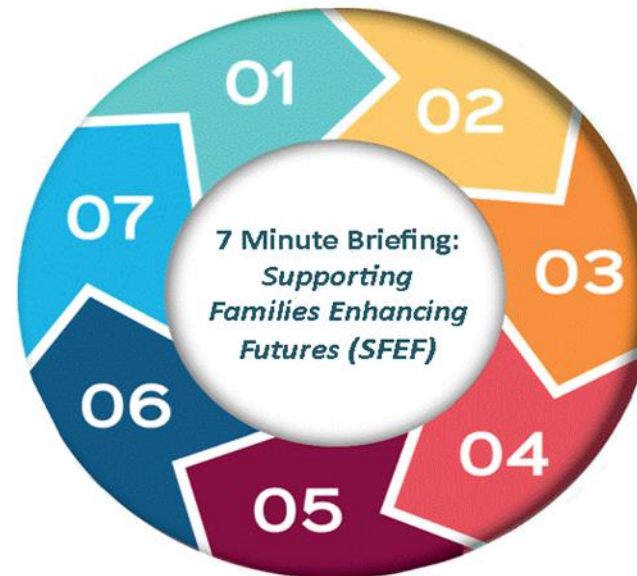 01
02
03
04
05
06
07
7 Minute Briefing:
Supporting
Families Enhancing
Futures (SFEF)